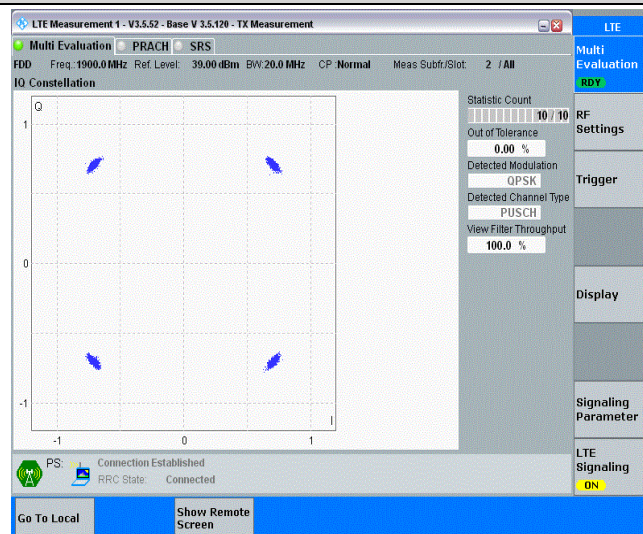 LTE Measurement 1 - V3.5.52 - Base V 3.5.120 - TX Measurement
LTE
Multi Evaluation PRACH SRS
FDD Freq.:1900.0 MHz Ref. Level: 39.00 dBm BW:20.0 MHz CP :Normal Meas Subfr./Slot: 2 / All
IQ Constellation
Q
1
0
-1
I
-1 0 1
Statistic Count
10 / 10
Out of Tolerance
0.00 %
Detected Modulation
QPSK
Detected Channel Type
PUSCH
View Filter Throughput
100.0 %
PS:
Connection Established
RRC State: Connected
Multi
Evaluation
RDY
RF
Settings
Trigger
Display
Signaling
Parameter
LTE
Signaling
ON
Go To Local
Show Remote
Screen